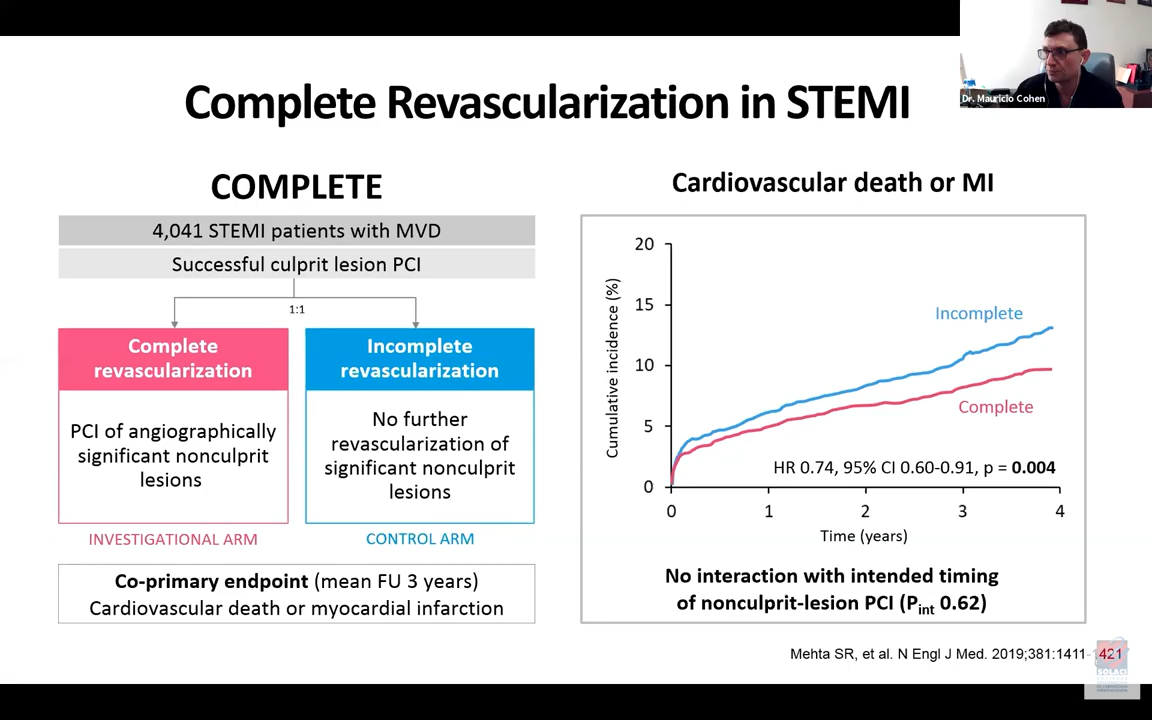 Dr. Mauricio Cohen
Complete Revascularization in STEMI
COMPLETE
4,041 STEMI patients with MVD
Successful culprit lesion PCI
1:1
Complete
revascularization
PCI of angiographically
significant nonculprit
lesions
INVESTIGATIONAL ARM
Incomplete
revascularization
No further
revascularization of
significant nonculprit
lesions
CONTROL ARM
Co-primary endpoint (mean FU 3 years)
Cardiovascular death or myocardial infarction
Cardiovascular death or MI
Cumulative incidence (%)
20
15
10
5
0
Incomplete
Complete
HR 0.74, 95% CI 0.60-0.91, p = 0.004
0 1 2 3 4
Time (years)
No interaction with intended timing
of nonculprit-lesion PCI (Pint 0.62)
Mehta SR, et al. N Engl J Med. 2019;381:1411-1421
SOLACI